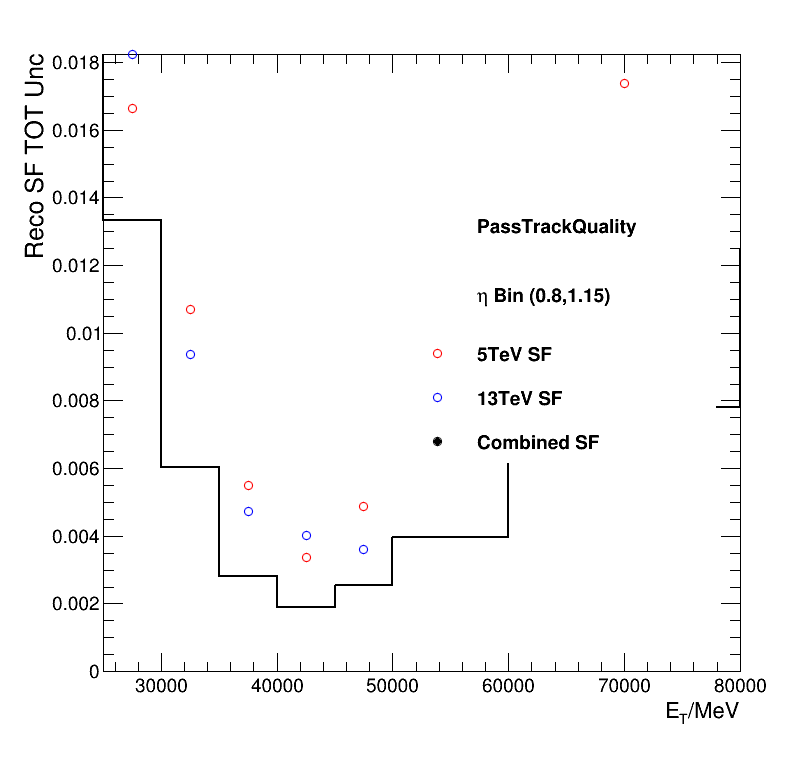 Reco SF TOT Unc
0.018
0.016
0.014
0.012
0.01
0.008
0.006
0.004
0.002
0
PassTrackQuality
η Bin (0.8,1.15)
5TeV SF
13TeV SF
Combined SF
30000 40000 50000 60000 70000 80000
E_T/MeV